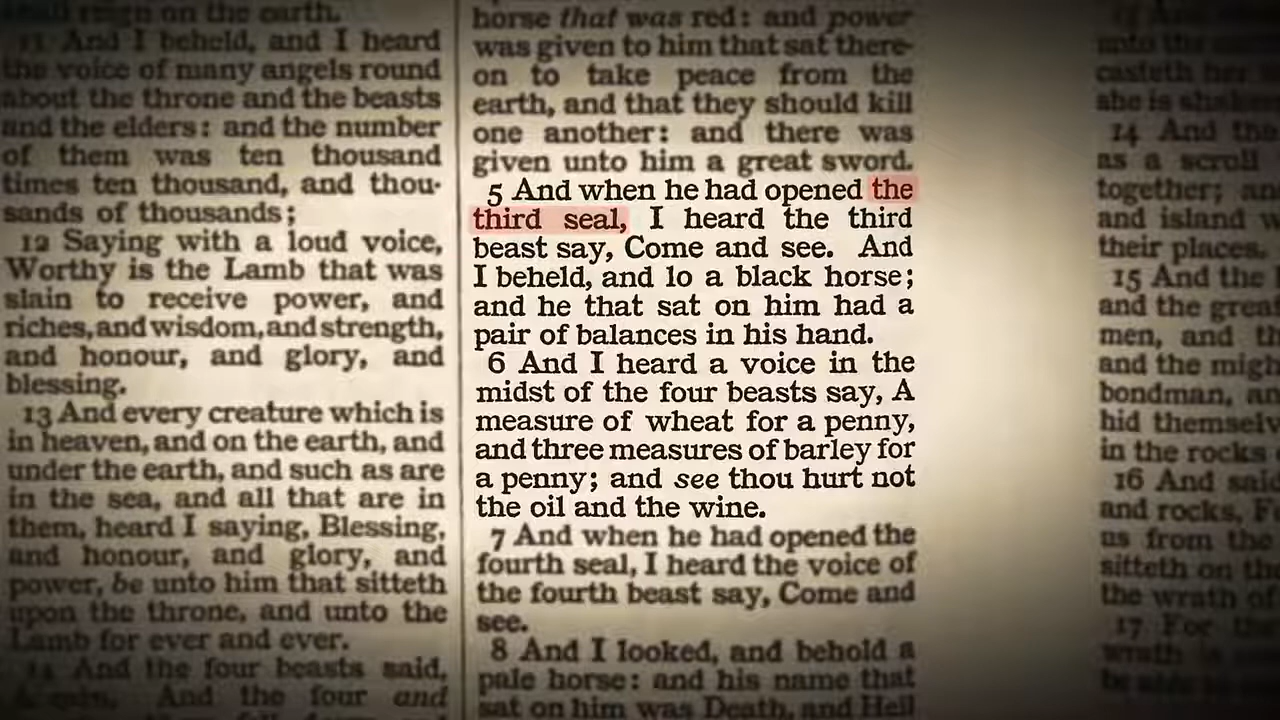 shall reign on the earth.
11 And I beheld, and I heard
the voice of many angels round
about the throne and the beasts
and the elders: and the number
of them was ten thousand
times ten thousand, and thou-
sands of thousands;
12 Saying with a loud voice,
Worthy is the Lamb that was
slain to receive power, and
riches, and wisdom, and strength,
and honour, and glory, and
blessing.
13 And every creature which is
in heaven, and on the earth, and
under the earth, and such as are
in the sea, and all that are in
them, heard I saying, Blessing,
and honour, and glory, and
power, be unto him that sitteth
upon the throne, and unto the
Lamb for ever and ever.
14 And the four beasts said,
And the four and
horse that was red: and power
was given to him that sat there-
on to take peace from the
earth, and that they should kill
one another: and there was
given unto him a great sword.
5 And when he had opened the
third seal, I heard the third
beast say, Come and see. And
I beheld, and lo a black horse;
and he that sat on him had a
pair of balances in his hand.
6 And I heard a voice in the
midst of the four beasts say, A
measure of wheat for a penny,
and three measures of barley for
a penny; and see thou hurt not
the oil and the wine.
7 And when he had opened the
fourth seal, I heard the voice of
the fourth beast say, Come and
see.
8 And I looked, and behold a
pale horse: and his name that
sat on him was Death, and Hell
unto the
casteth her
she is shake
14 And the
as a scroll
together; an
and island w
their places.
15 And the
and the great
men, and th
and the migh
bondman, an
hid themselv
in the rocks
16 And said
and rocks, F
us from the
sitteth on the
the wrath of
17 For the
wrath is
be able to